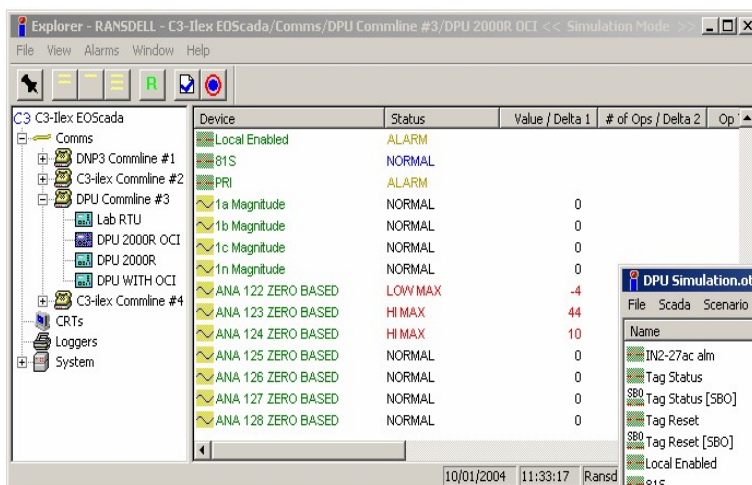 Explorer - RANSDELL - C3-Ilex EOScada/Comms/DPU Commline #3/DPU 2000R OCI << Simulation Mode >>
File View Alarms Window Help
R
C3 C3-Ilex EOScada
Comms
DNP3 Commline #1
C3-ilex Commline #2
DPU Commline #3
Lab RTU
DPU 2000R OCI
DPU 2000R
DPU WITH OCI
C3-ilex Commline #4
CRTs
Loggers
System
Device Status Value / Delta 1 # of Ops / Delta 2 Op
Local Enabled ALARM
81S NORMAL
PRI ALARM
1a Magnitude NORMAL 0
1b Magnitude NORMAL 0
1c Magnitude NORMAL 0
1n Magnitude NORMAL 0
ANA 122 ZERO BASED LOW MAX -4
ANA 123 ZERO BASED HI MAX 44
ANA 124 ZERO BASED HI MAX 10
ANA 125 ZERO BASED NORMAL 0
ANA 126 ZERO BASED NORMAL 0
ANA 127 ZERO BASED NORMAL 0
ANA 128 ZERO BASED NORMAL 0
10/01/2004 11:33:17 Ransd
DPU Simulation.ot
File Scada Scenario
Name
IN2-27ac alm
Tag Status
SBO Tag Status [SBO]
Tag Reset
SBO Tag Reset [SBO]
Local Enabled
81S